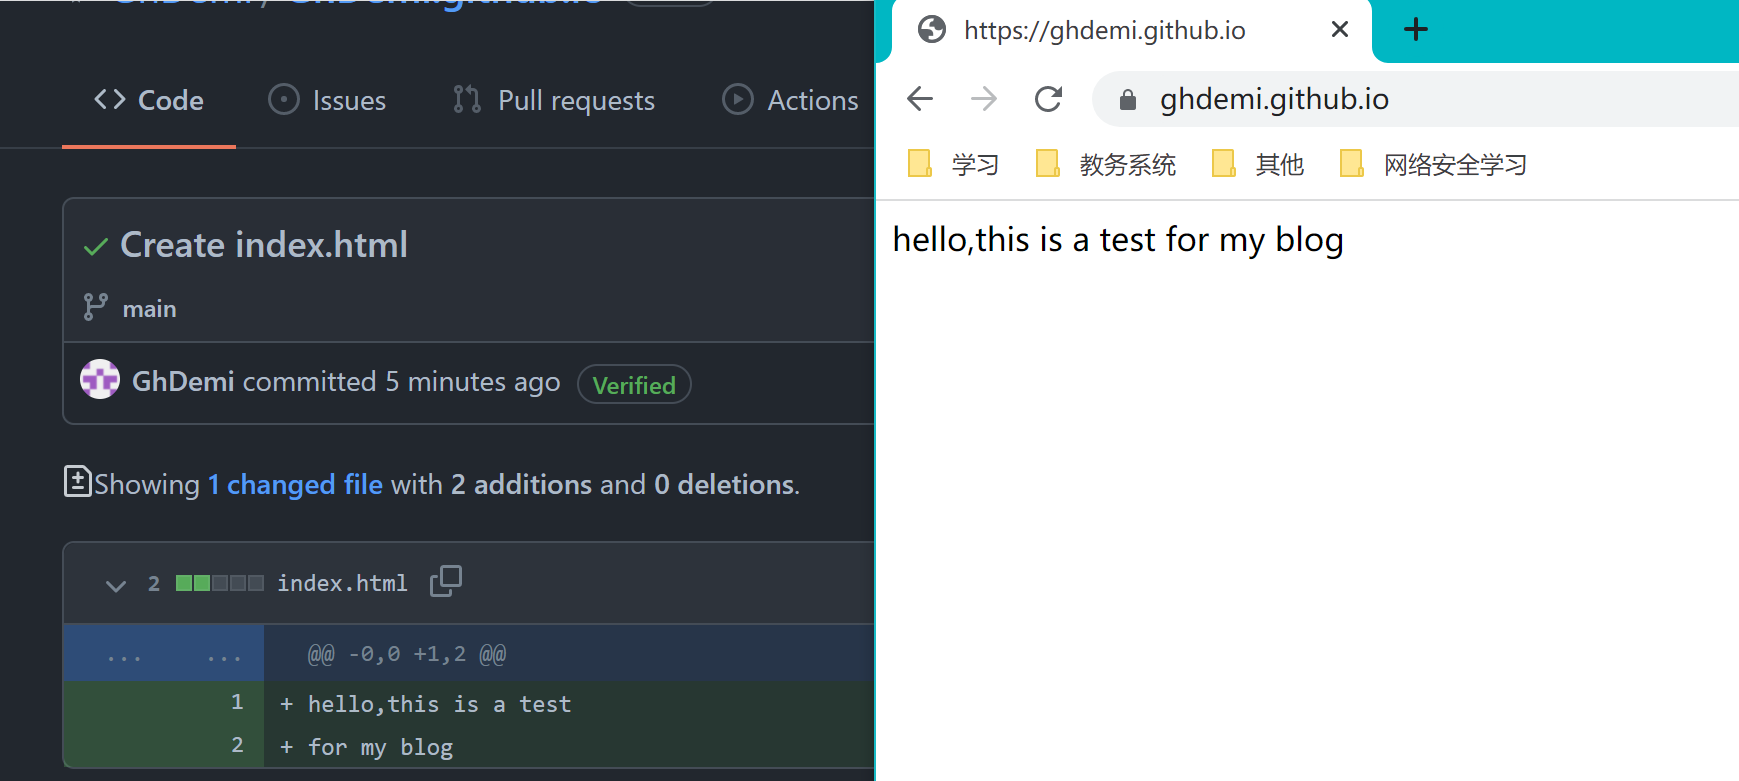 Code Issues Pull requests Actions
Create index.html
main
GhDemi committed 5 minutes ago Verified
Showing 1 changed file with 2 additions and 0 deletions.
2 index.html
... ... @@ -0,0 +1,2 @@
1 + hello,this is a test
2 + for my blog
https://ghdemi.github.io
ghdemi.github.io
学习 教务系统 其他 网络安全学习
hello,this is a test for my blog